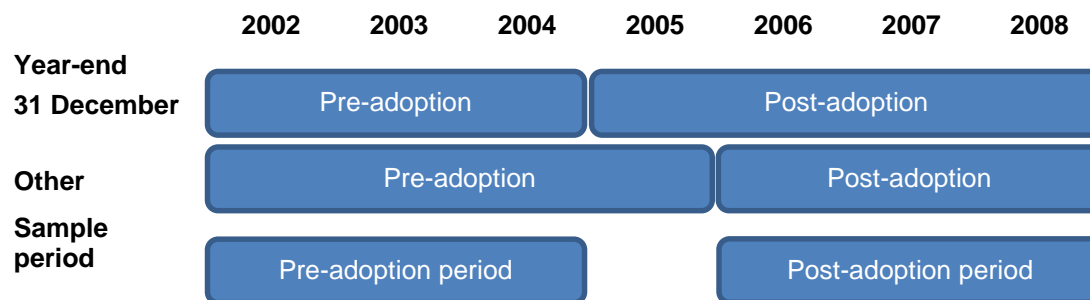 2002 2003 2004 2005 2006 2007 2008
Year-end
31 December Pre-adoption Post-adoption
Other Pre-adoption Post-adoption
Sample
period Pre-adoption period Post-adoption period